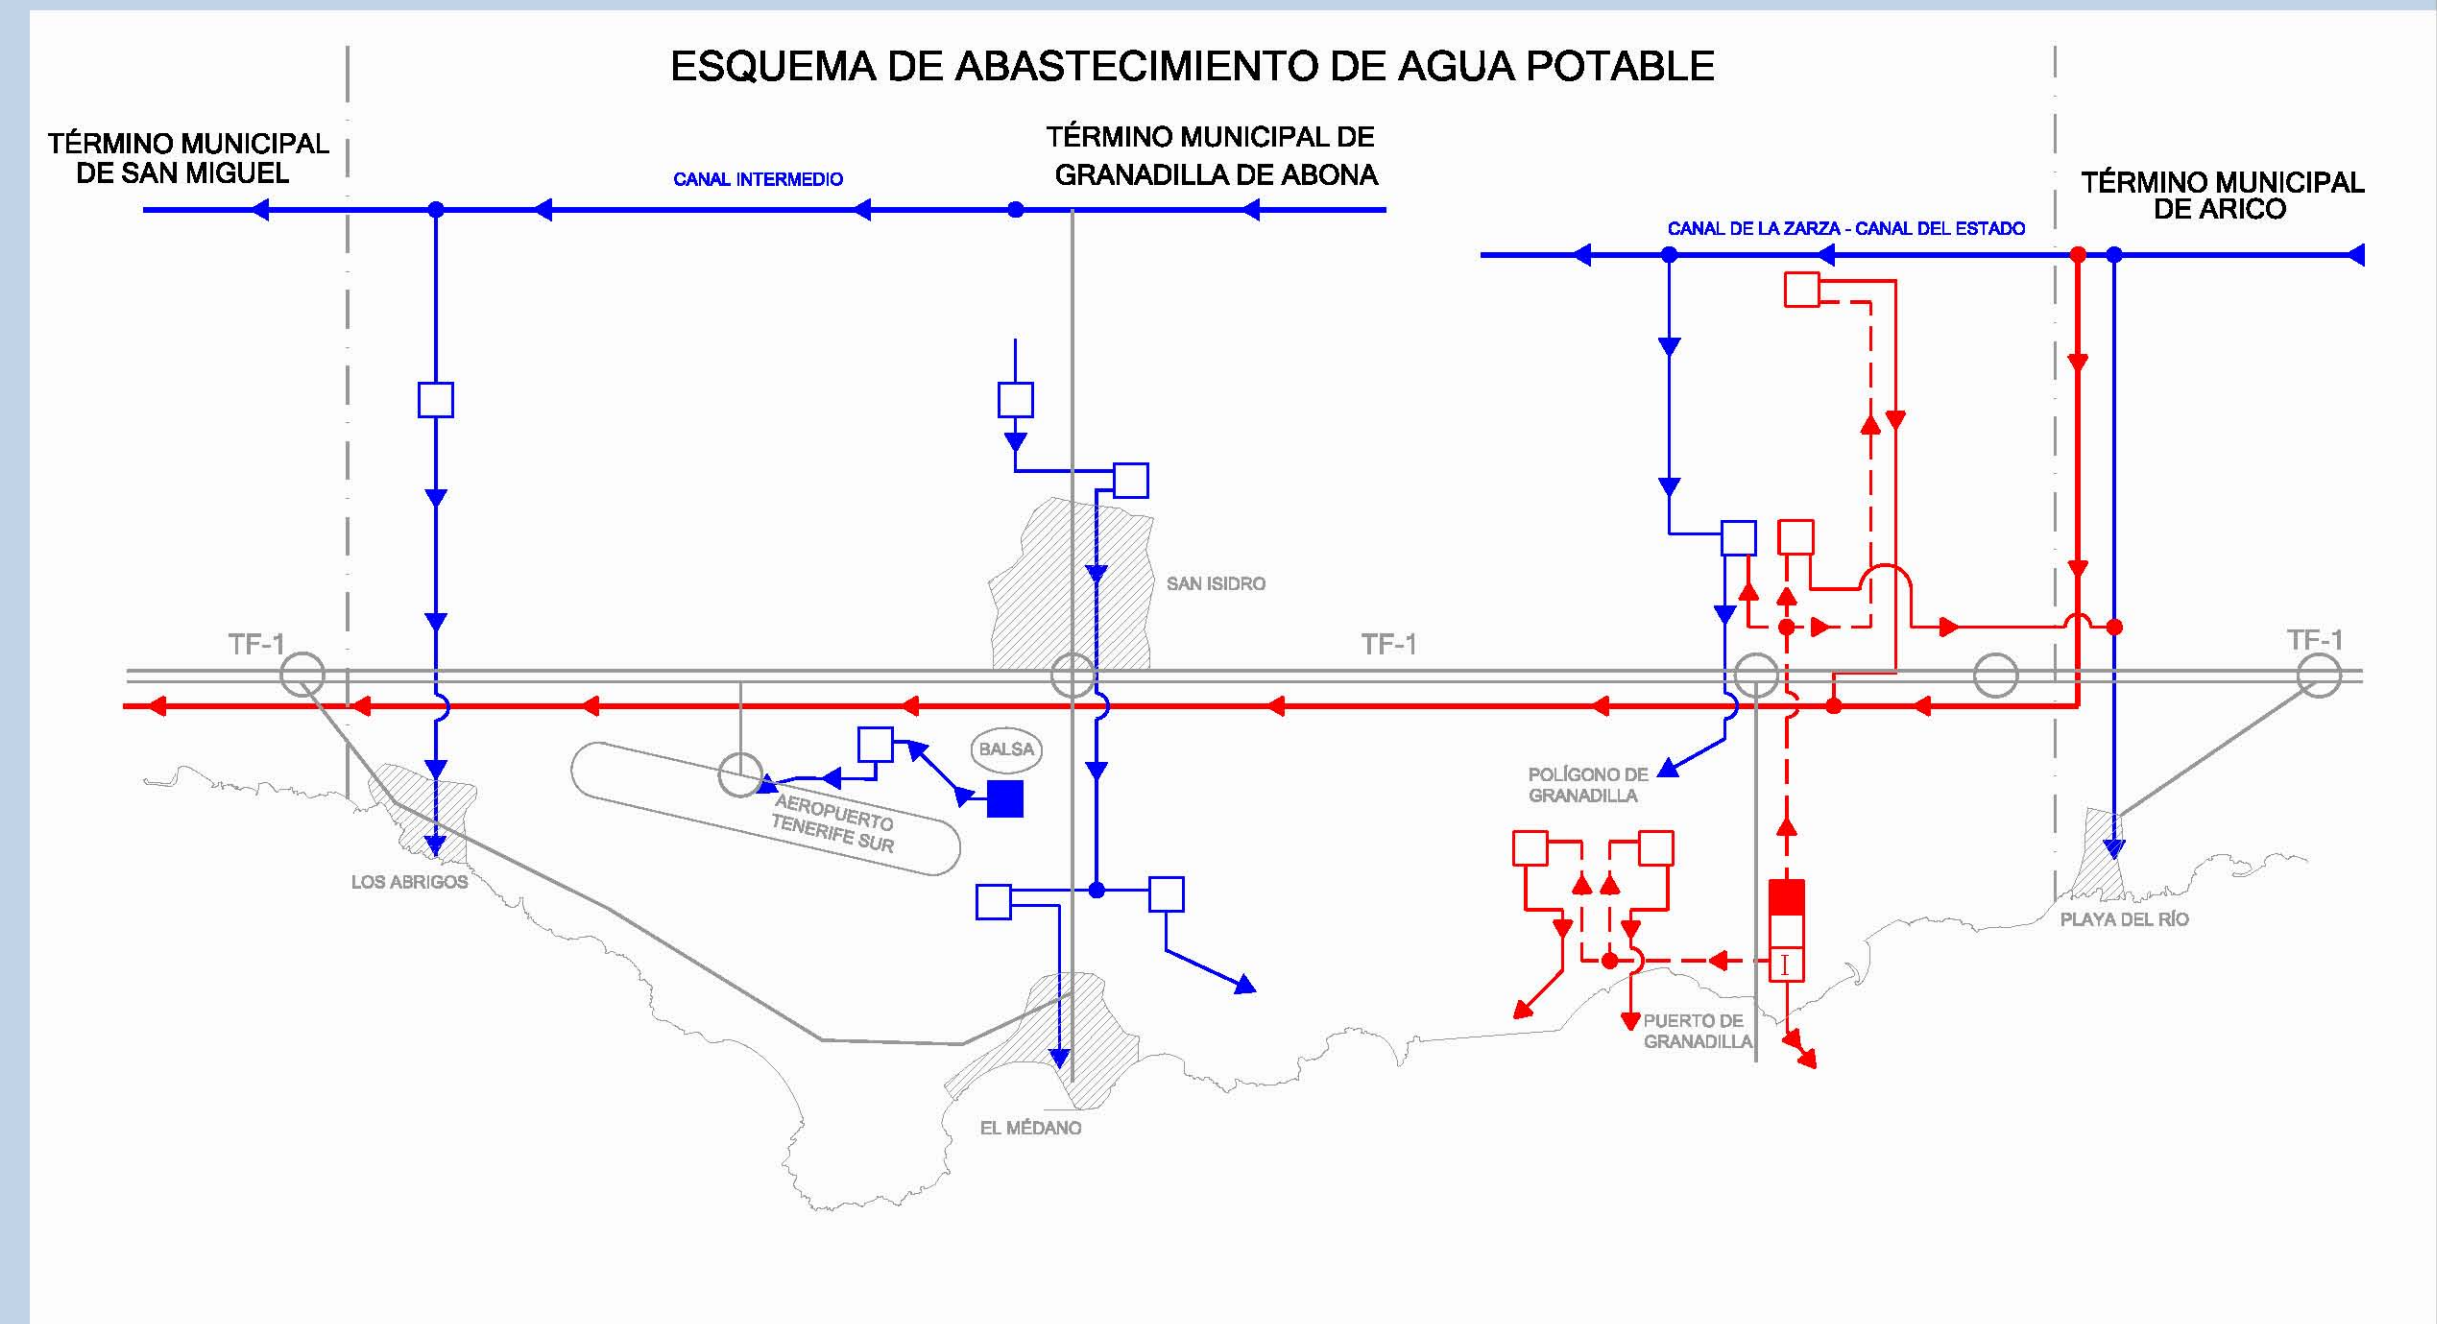 ESQUEMA DE ABASTECIMIENTO DE AGUA POTABLE
TÉRMINO MUNICIPAL
DE SAN MIGUEL
CANAL INTERMEDIO
TÉRMINO MUNICIPAL DE
GRANADILLA DE ABONA
CANAL DE LA ZARZA - CANAL DEL ESTADO
TÉRMINO MUNICIPAL
DE ARICO
SAN ISIDRO
TF-1
TF-1
TF-1
BALSA
AEROPUERTO
TENERIFE SUR
POLÍGONO DE
GRANADILLA
LOS ABRIGOS
PLAYA DEL RÍO
I
PUERTO DE
GRANADILLA
EL MÉDANO